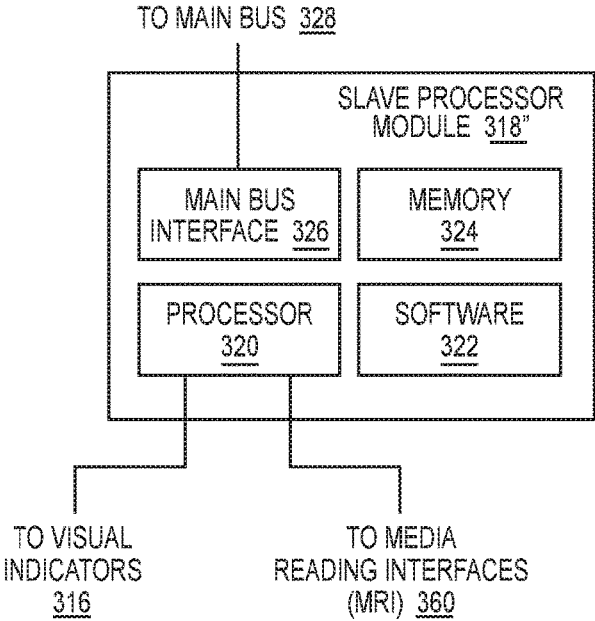 TO MAIN BUS 328
SLAVE PROCESSOR
MODULE 318"
MAIN BUS
INTERFACE 326
MEMORY
324
PROCESSOR
320
SOFTWARE
322
TO VISUAL
INDICATORS
316
TO MEDIA
READING INTERFACES
(MRI) 360